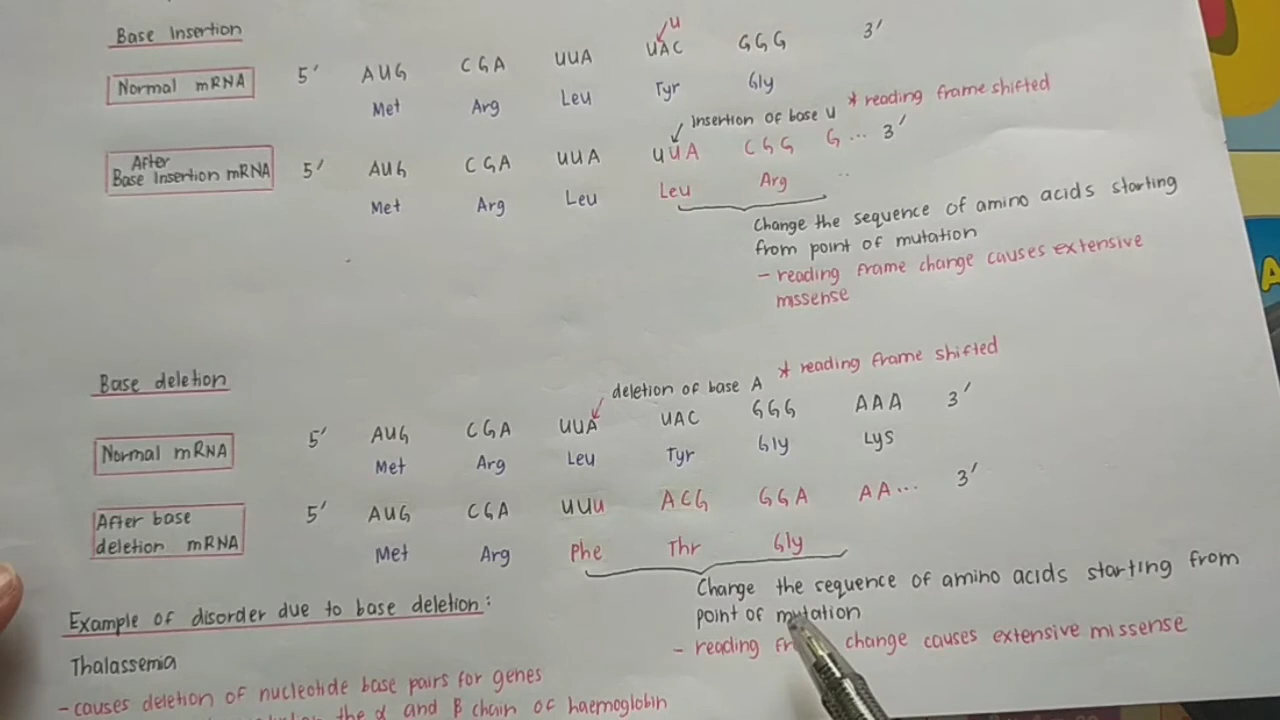 Base Insertion
u
Normal mRNA 5' AUG CGA UUA UAC GGG 3'
Met Arg Leu Tyr Gly
Insertion of base u * reading frame shifted
After Base Insertion mRNA 5' AUG CGA UUA UUA CGG G... 3'
Met Arg Leu Leu Arg ..
Change the sequence of amino acids starting
from point of mutation
- reading frame change causes extensive
missense
Base deletion
deletion of base A * reading frame shifted
Normal mRNA 5' AUG CGA UUA UAC GGG AAA 3'
Met Arg Leu Tyr Gly Lys
After base deletion mRNA 5' AUG CGA UUU ACG GGA AA... 3'
Met Arg Phe Thr Gly
Change the sequence of amino acids starting from
point of mutation
- reading change causes extensive missense
Example of disorder due to base deletion:
Thalassemia
- causes deletion of nucleotide base pairs for genes
the α and β chain of haemoglobin